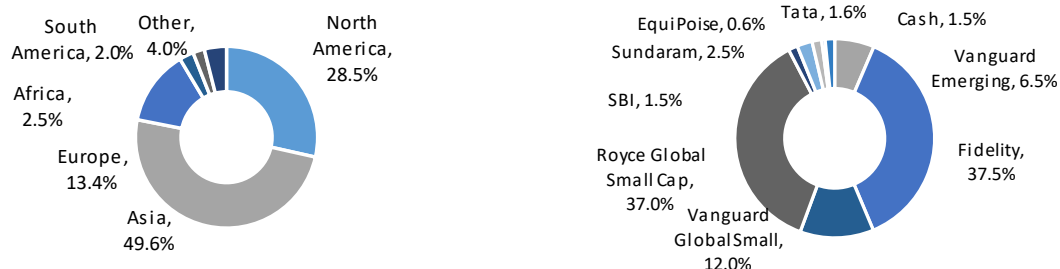 South
America, 2.0%
Other,
4.0%
North
America,
28.5%
Africa,
2.5%
Europe,
13.4%
Asia,
49.6%
EquiPoise, 0.6%
Tata, 1.6%
Cash, 1.5%
Sundaram, 2.5%
Vanguard
Emerging, 6.5%
SBI, 1.5%
Royce Global
Small Cap,
37.0%
Fidelity,
37.5%
Vanguard
Global Small,
12.0%